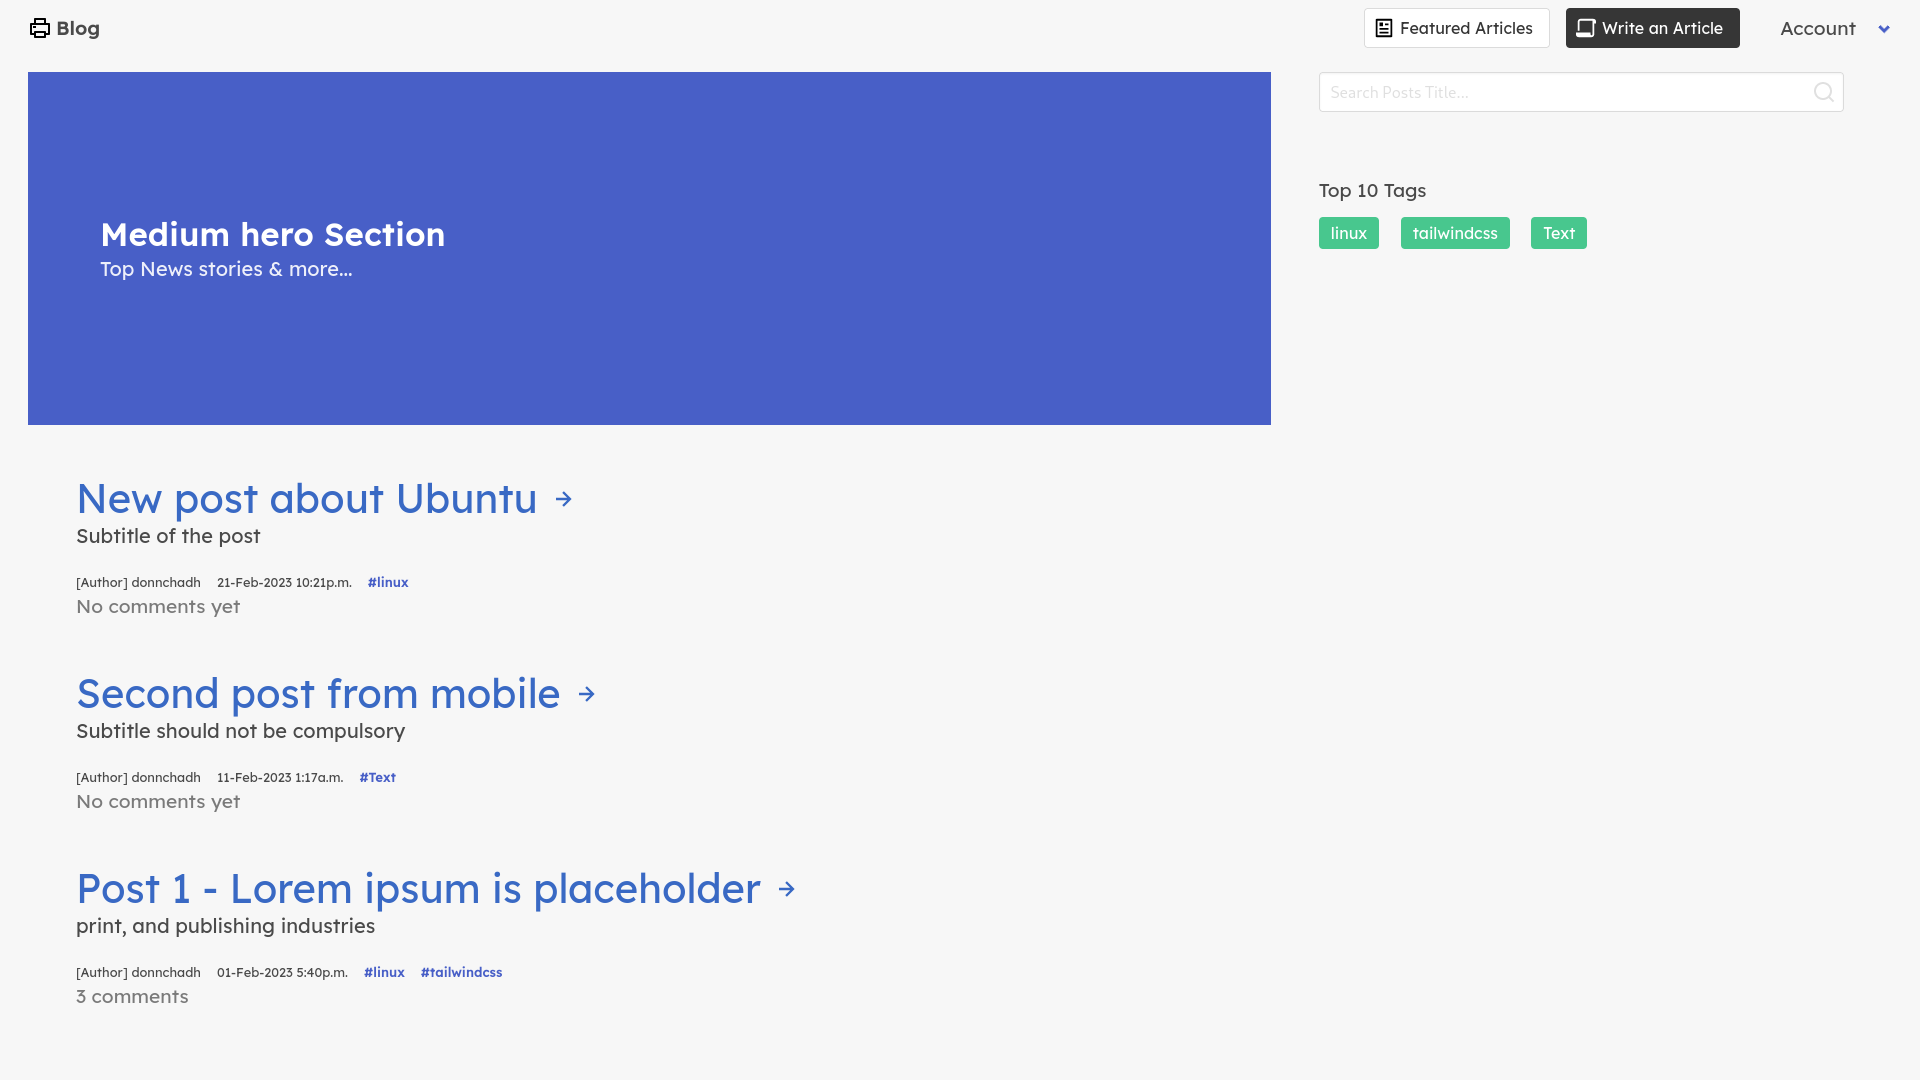 Blog
Featured Articles
Write an Article
Account
Search Posts Title...
Medium hero Section
Top News stories & more...
Top 10 Tags
linux
tailwindcss
Text
New post about Ubuntu →
Subtitle of the post
[Author] donnchadh 21-Feb-2023 10:21p.m. #linux
No comments yet
Second post from mobile →
Subtitle should not be compulsory
[Author] donnchadh 11-Feb-2023 1:17a.m. #Text
No comments yet
Post 1 - Lorem ipsum is placeholder →
print, and publishing industries
[Author] donnchadh 01-Feb-2023 5:40p.m. #linux #tailwindcss
3 comments